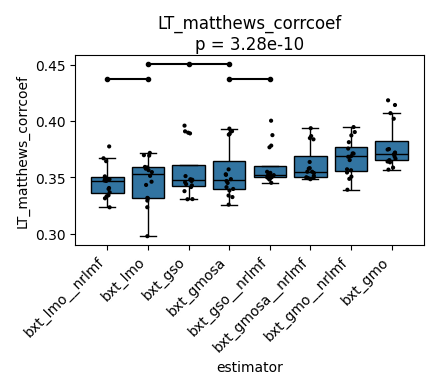 LT_matthews_corrcoef
p = 3.28e-10
LT_matthews_corrcoef
0.45
0.40
0.35
0.30
bxt_lmo__nrlmf
bxt_lmo
bxt_gso
bxt_gmosa
bxt_gso__nrlmf
bxt_gmosa__nrlmf
bxt_gmo__nrlmf
bxt_gmo
estimator